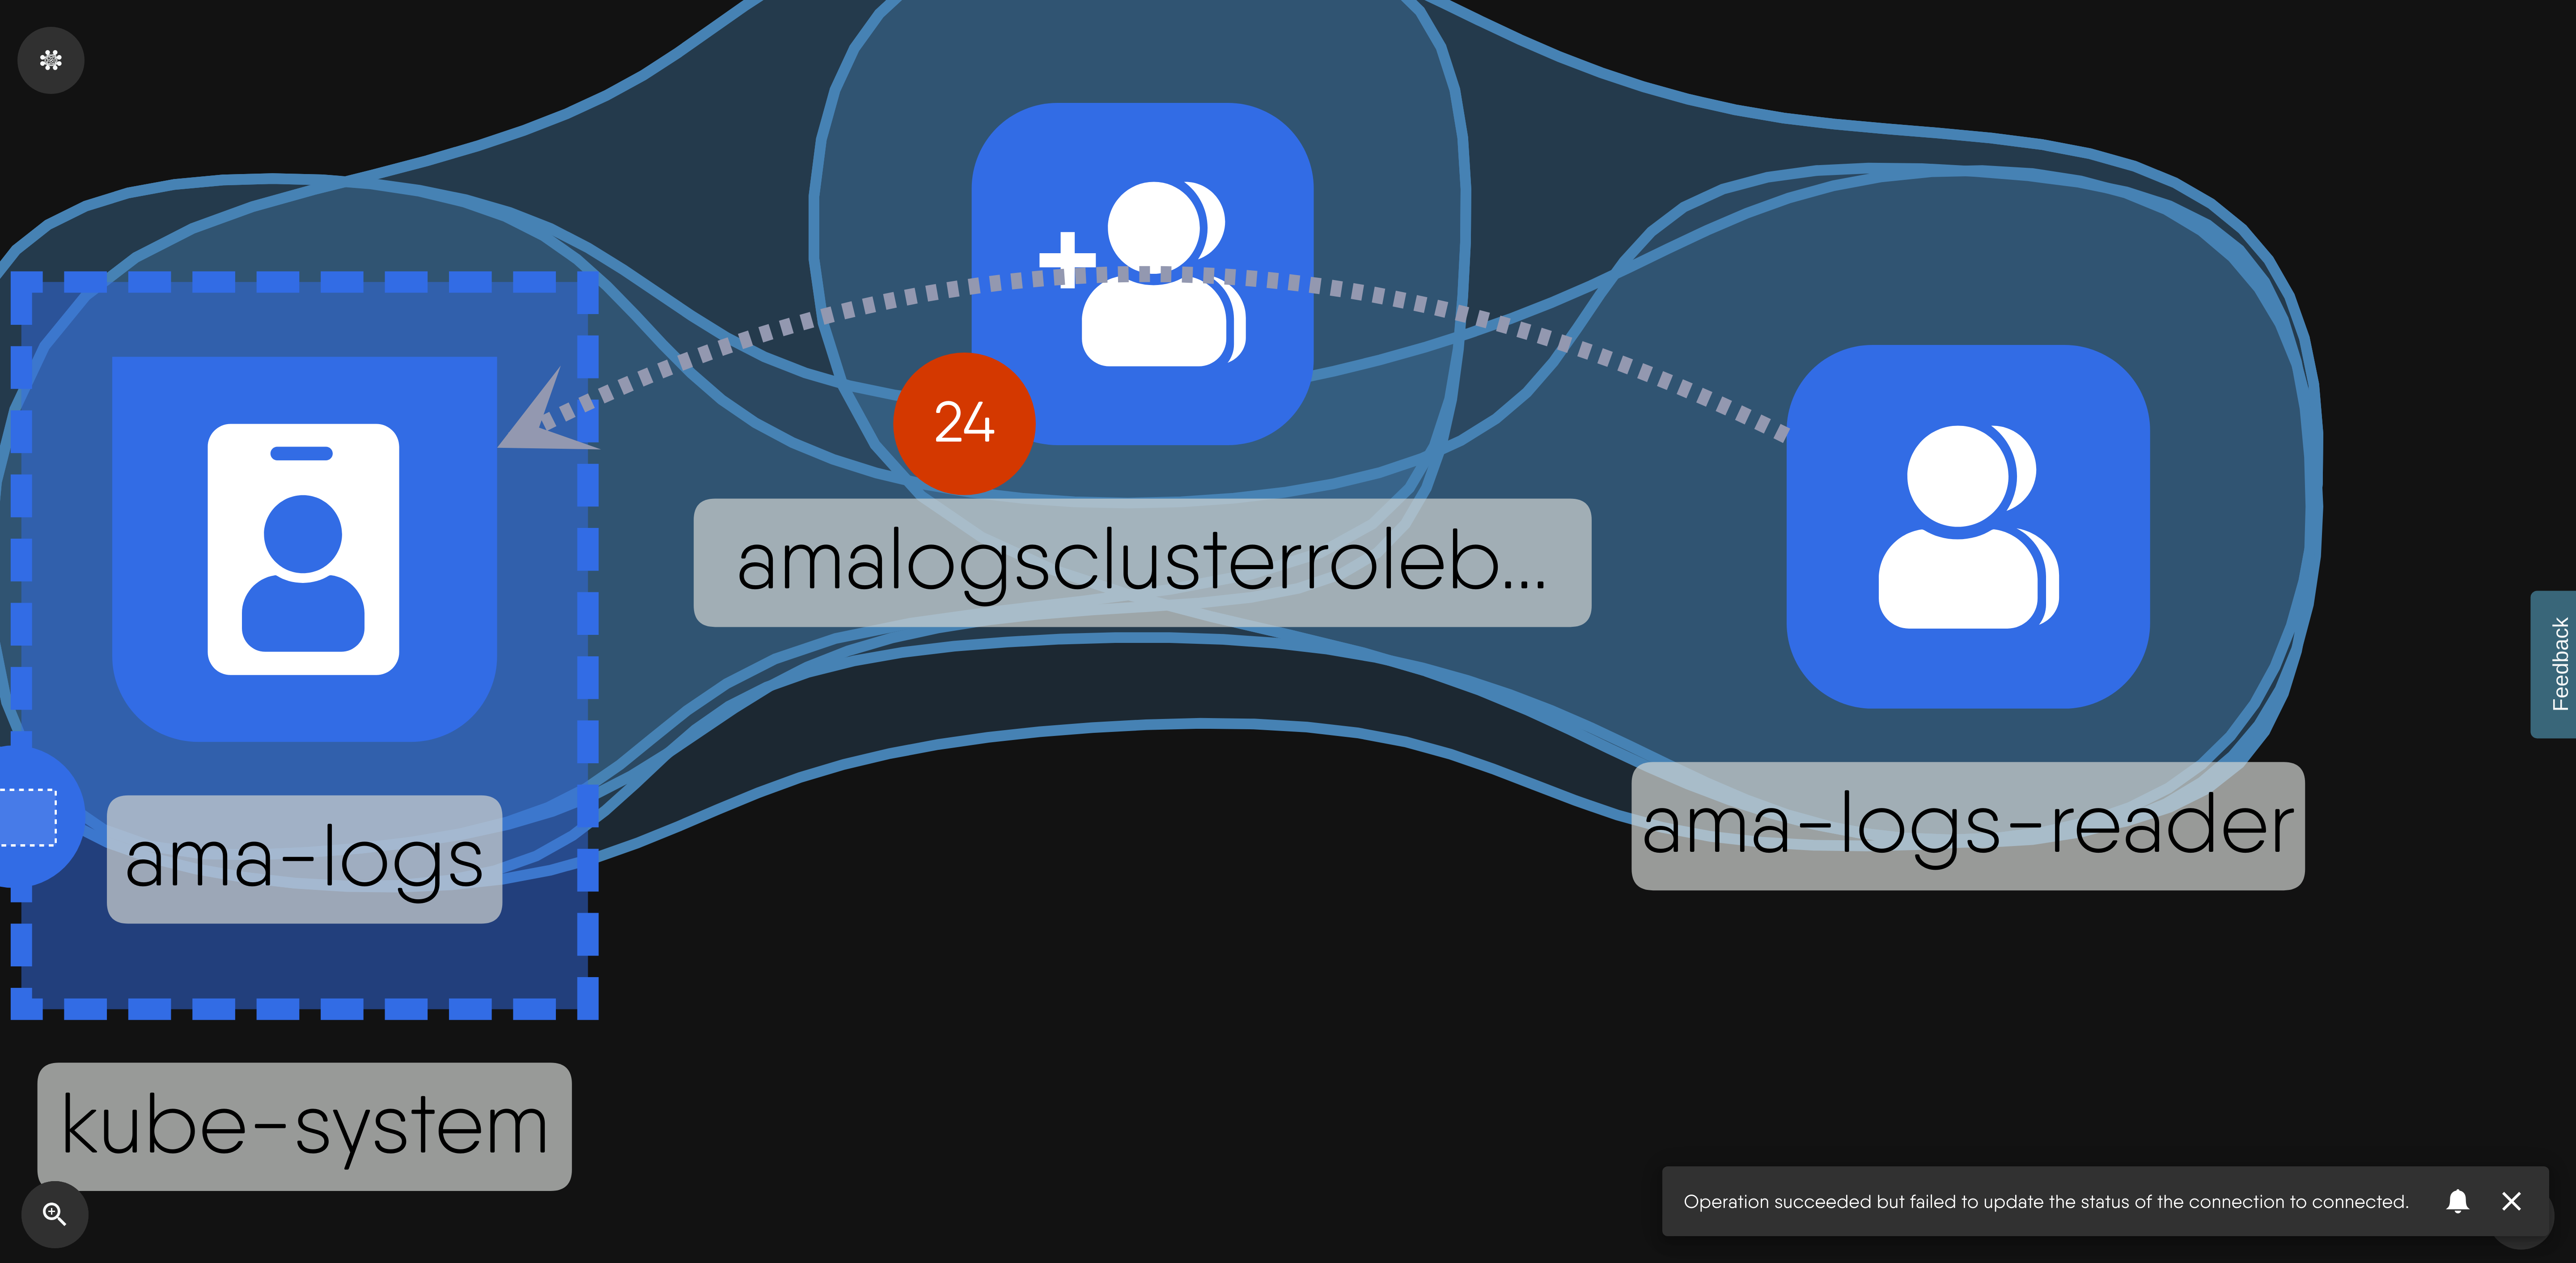 24
amalogsclusterroleb...
ama-logs-reader
ama-logs
kube-system
Feedback
Operation succeeded but failed to update the status of the connection to connected.